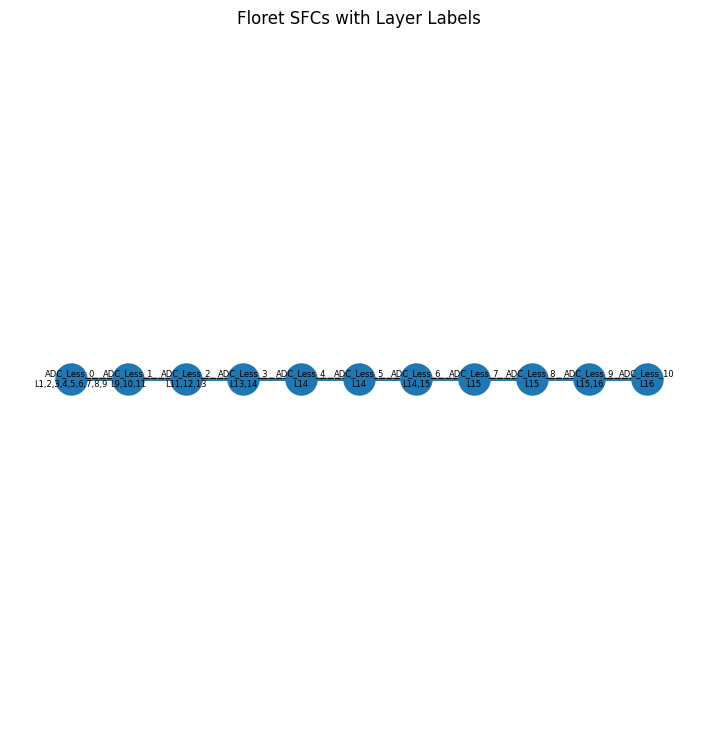 Floret SFCs with Layer Labels
ADC_Less_0 ADC_Less_1 ADC_Less_2 ADC_Less_3 ADC_Less_4 ADC_Less_5 ADC_Less_6 ADC_Less_7 ADC_Less_8 ADC_Less_9 ADC_Less_10
L1,2,3,4,5,6,7,8,9 L9,10,11 L11,12,13 L13,14 L14 L14 L14,15 L15 L15 L15,16 L16